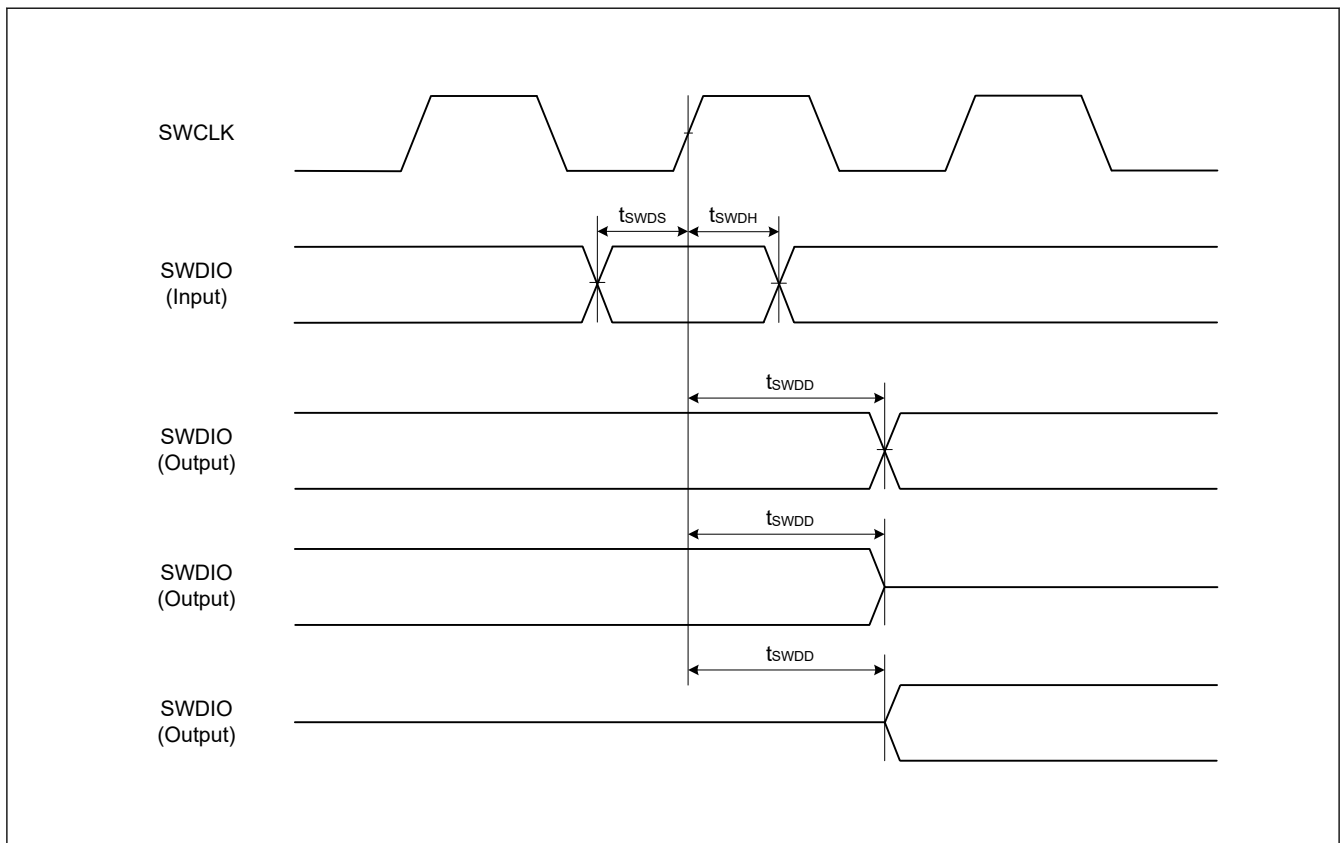 SWCLK
tSWDS
tSWDH
SWDIO
(Input)
tSWDD
SWDIO
(Output)
tSWDD
SWDIO
(Output)
tSWDD
SWDIO
(Output)